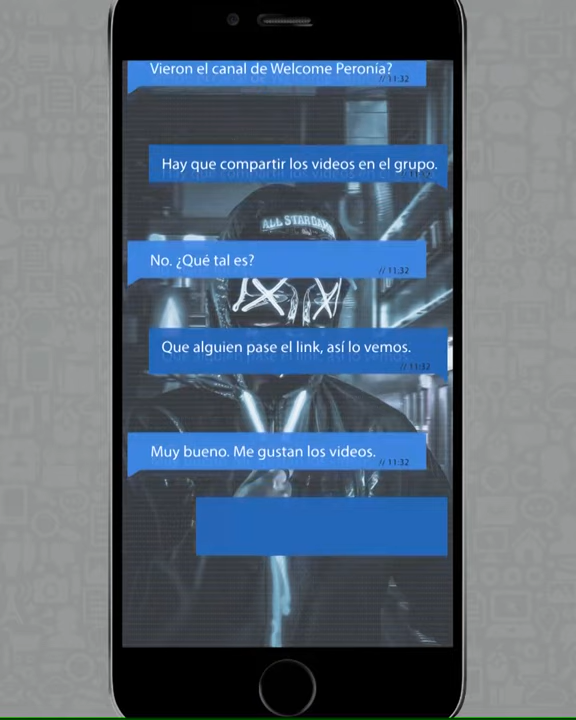 Vieron el canal de Welcome Peronia?
// 11:32
Hay que compartir los videos en el grupo.
ALL STAR
No. ¿Qué tal es?
// 11:32
Que alguien pase el link, así lo vemos.
// 11:32
Muy bueno. Me gustan los videos.
// 11:32